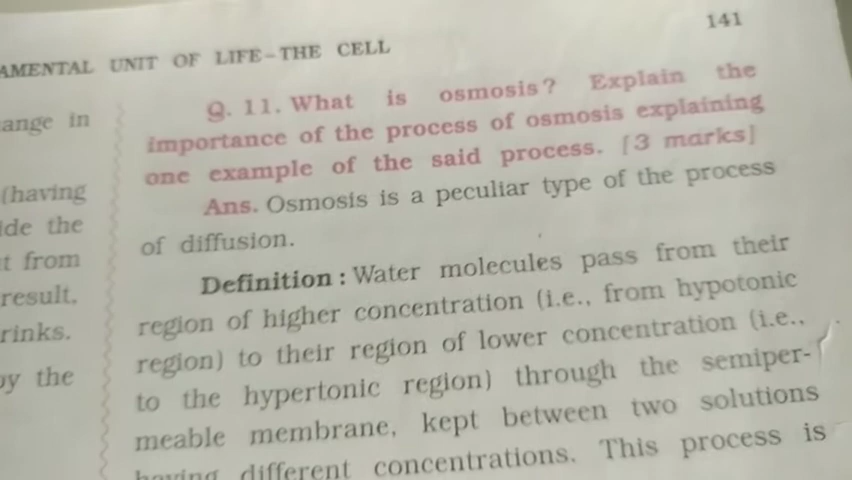 141
AMENTAL UNIT OF LIFE-THE CELL
ange in
(having
ide the
t from
result,
rinks.
by the
Q. 11. What is osmosis? Explain the
importance of the process of osmosis explaining
one example of the said process. [3 marks]
Ans. Osmosis is a peculiar type of the process
of diffusion.
Definition : Water molecules pass from their
region of higher concentration (i.e., from hypotonic
region) to their region of lower concentration (i.e.,
to the hypertonic region) through the semiper-
meable membrane, kept between two solutions
having different concentrations. This process is